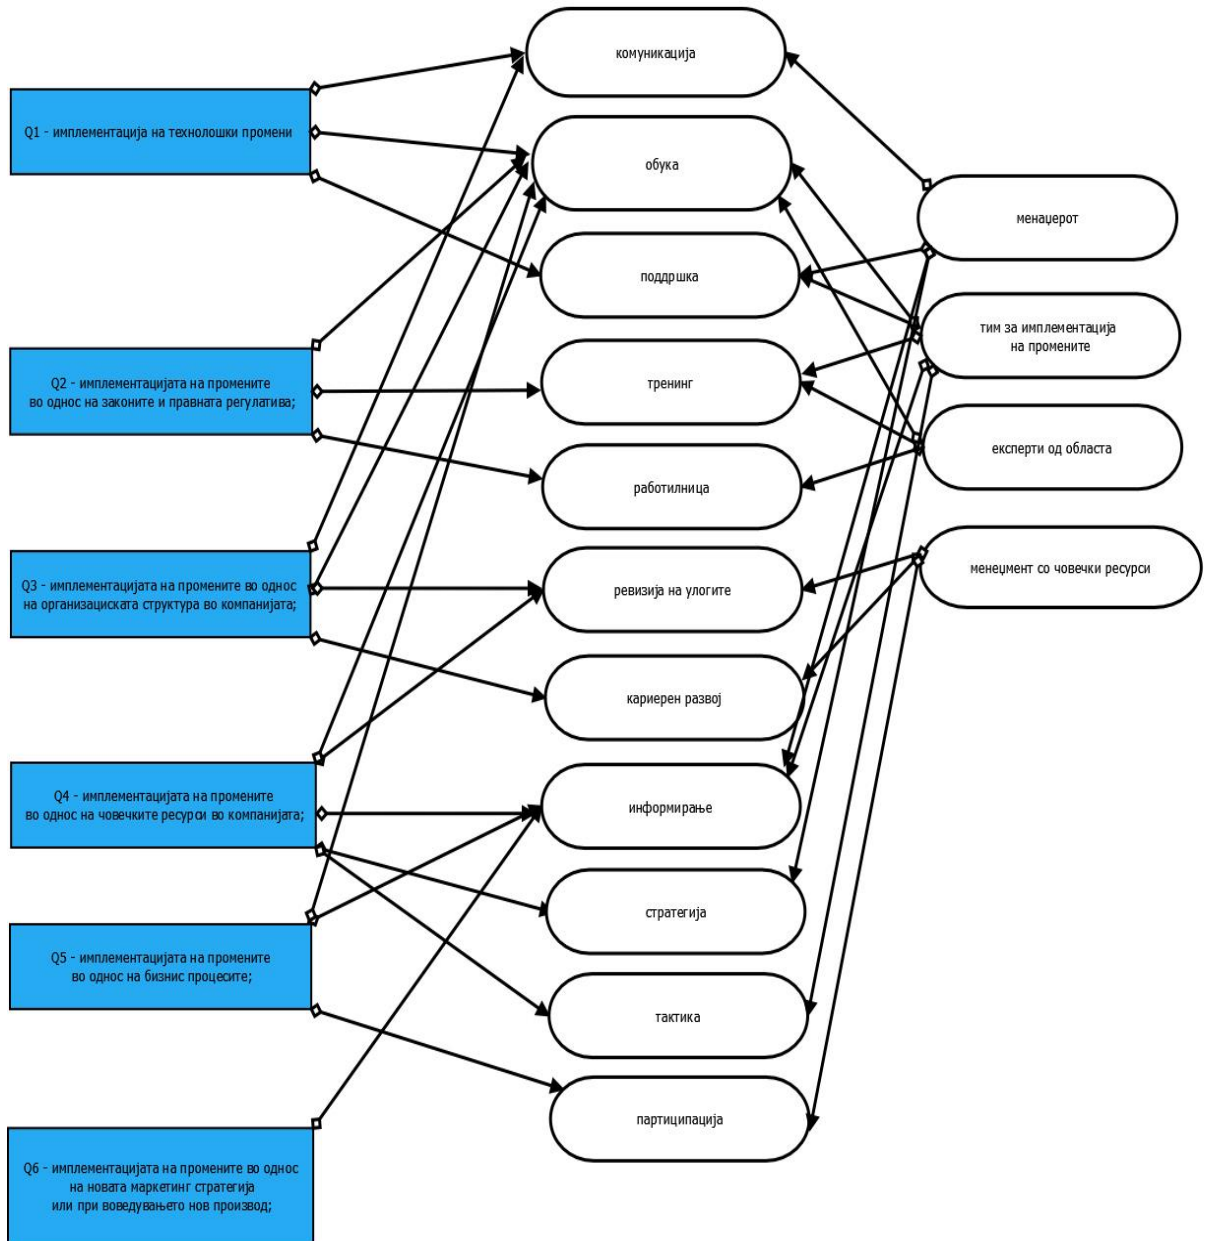 комуникација
Q1 - имплементација на технолошки промени
обука
менаџерот
поддршка
тим за имплементација
на промените
Q2 - имплементацијата на промените
во однос на законите и правната регулатива;
тренинг
експерти од областа
работилница
Q3 - имплементацијата на промените во однос
на организациската структура во компанијата;
ревизија на улогите
менеџмент со човечки ресурси
кариерен развој
Q4 - имплементацијата на промените
во однос на човечките ресурси во компанијата;
информирање
стратегија
Q5 - имплементацијата на промените
во однос на бизнис процесите;
тактика
партиципација
Q6 - имплементацијата на промените во однос
на новата маркетинг стратегија
или при воведувањето нов производ;